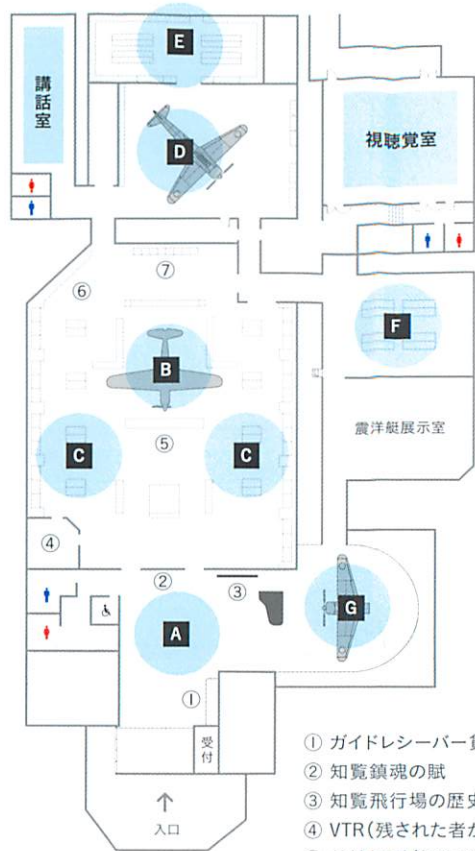 E
講話室
D
視聴覚室
⑦
⑥
F
B
C
⑤
C
震洋艇展示室
④
②
③
G
A
①
受付
入口
① ガイドレシーバー
② 知覧鎮魂の賦
③ 知覧飛行場の歴史
④ VTR(残された者